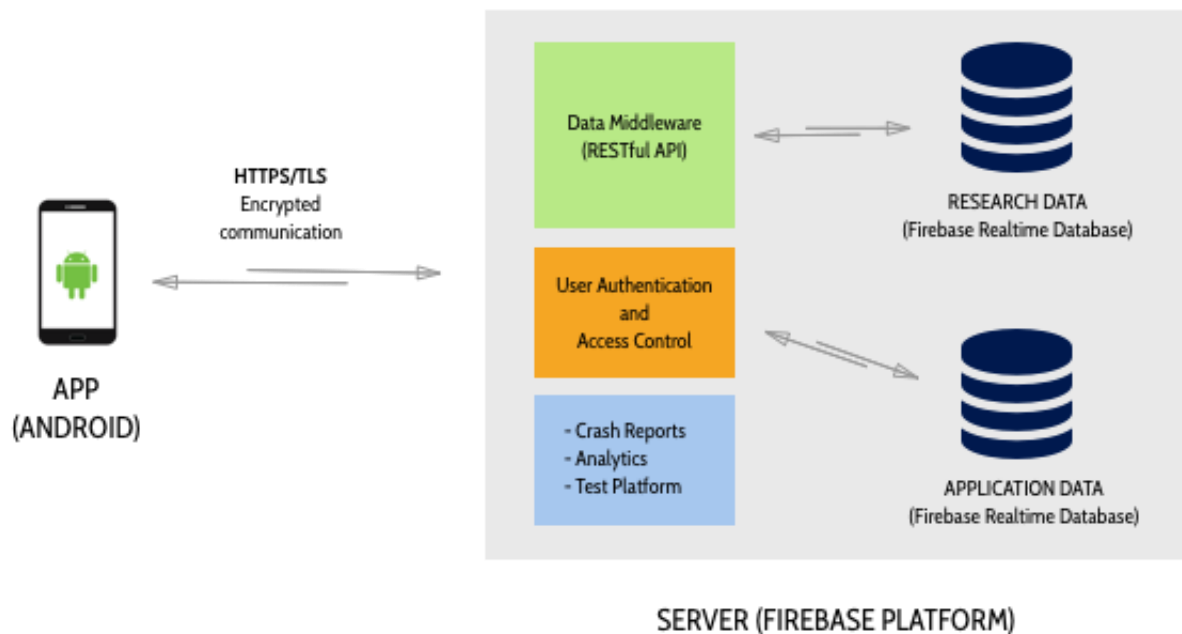 HTTPS/TLS
Encrypted
communication
APP
(ANDROID)
Data Middleware
(RESTful API)
User Authentication
and
Access Control
- Crash Reports
- Analytics
- Test Platform
RESEARCH DATA
(Firebase Realtime Database)
APPLICATION DATA
(Firebase Realtime Database)
SERVER (FIREBASE PLATFORM)